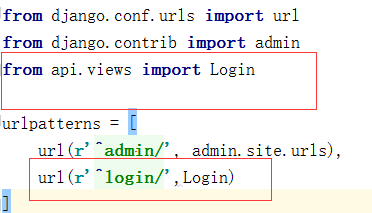 from django.conf.urls import url
from django.contrib import admin
from api.views import Login
urlpatterns = [
    url(r'^admin/', admin.site.urls),
    url(r'^login/',Login)
]